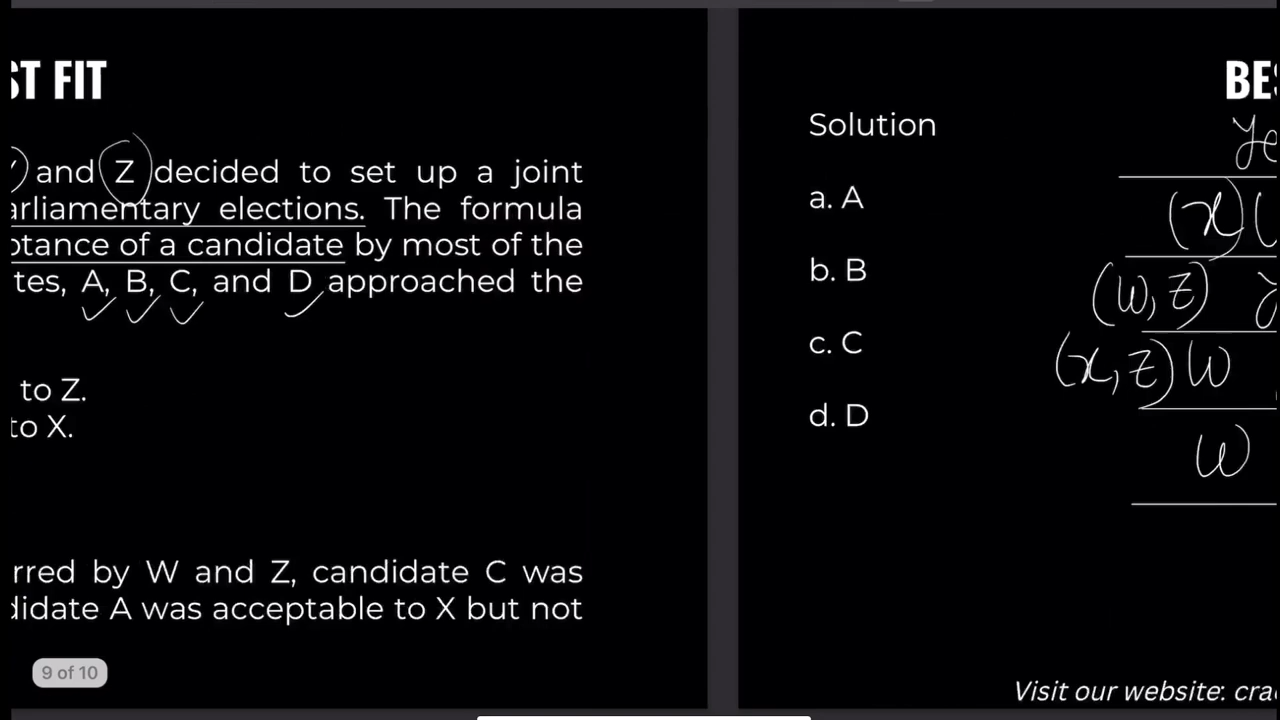 ST FIT
and Z decided to set up a joint
arliamentary elections. The formula
ptance of a candidate by most of the
tes, A, B, C, and D approached the
to Z.
to X.
rred by W and Z, candidate C was
didate A was acceptable to X but not
9 of 10
BES
Solution
a. A
b. B
c. C
d. D
Ye
(x) (
(W, Z) y
(x, Z) W
W
Visit our website: cra